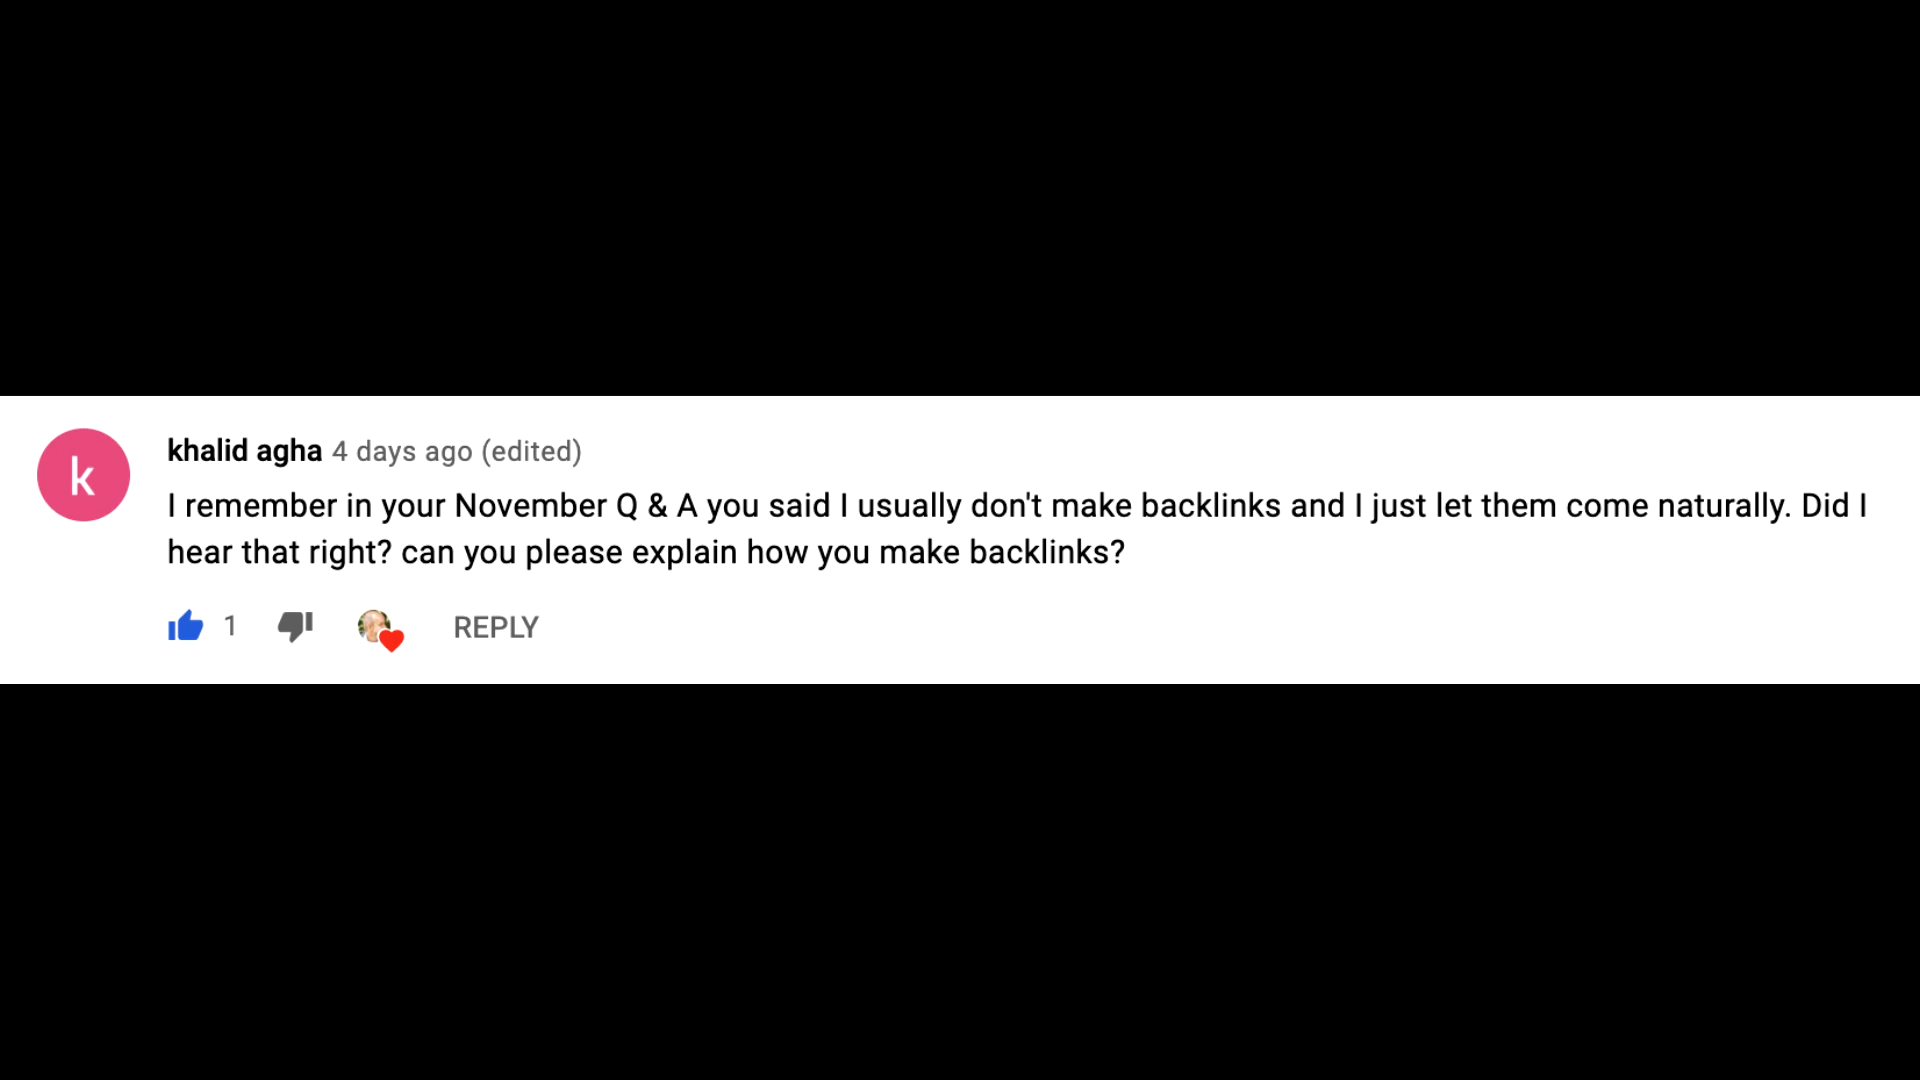 k
khalid agha 4 days ago (edited)
I remember in your November Q & A you said I usually don't make backlinks and I just let them come naturally. Did I
hear that right? can you please explain how you make backlinks?
1 REPLY